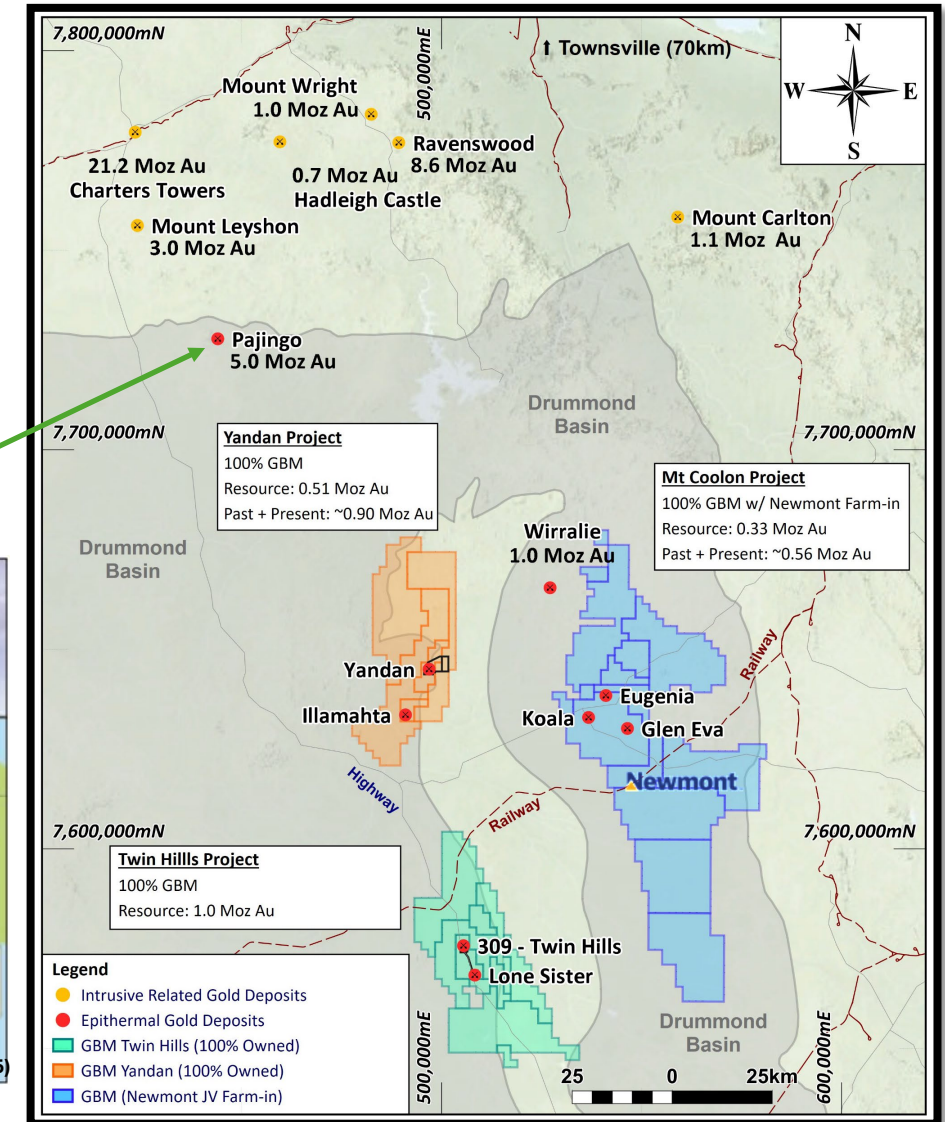 7,800,000mN
500,000mE
↑ Townsville (70km)
N
W
E
S
Mount Wright
1.0 Moz Au
Ravenswood
8.6 Moz Au
21.2 Moz Au
Charters Towers
0.7 Moz Au
Hadleigh Castle
Mount Leyshon
3.0 Moz Au
Mount Carlton
1.1 Moz Au
Pajingo
5.0 Moz Au
Drummond
Basin
7,700,000mN
7,700,000mN
Yandan Project
100% GBM
Resource: 0.51 Moz Au
Past + Present: ~0.90 Moz Au
Mt Coolon Project
100% GBM w/ Newmont Farm-in
Resource: 0.33 Moz Au
Past + Present: ~0.56 Moz Au
Drummond
Basin
Wirralie
1.0 Moz Au
Yandan
Illamahta
Railway
Eugenia
Koala
Glen Eva
Highway
Newmont
Railway
7,600,000mN
7,600,000mN
Twin Hillls Project
100% GBM
Resource: 1.0 Moz Au
309 - Twin Hills
Lone Sister
Legend
Intrusive Related Gold Deposits
Epithermal Gold Deposits
GBM Twin Hills (100% Owned)
GBM Yandan (100% Owned)
GBM (Newmont JV Farm-in)
500,000mE
Drummond
Basin
600,000mE
25
0
25km